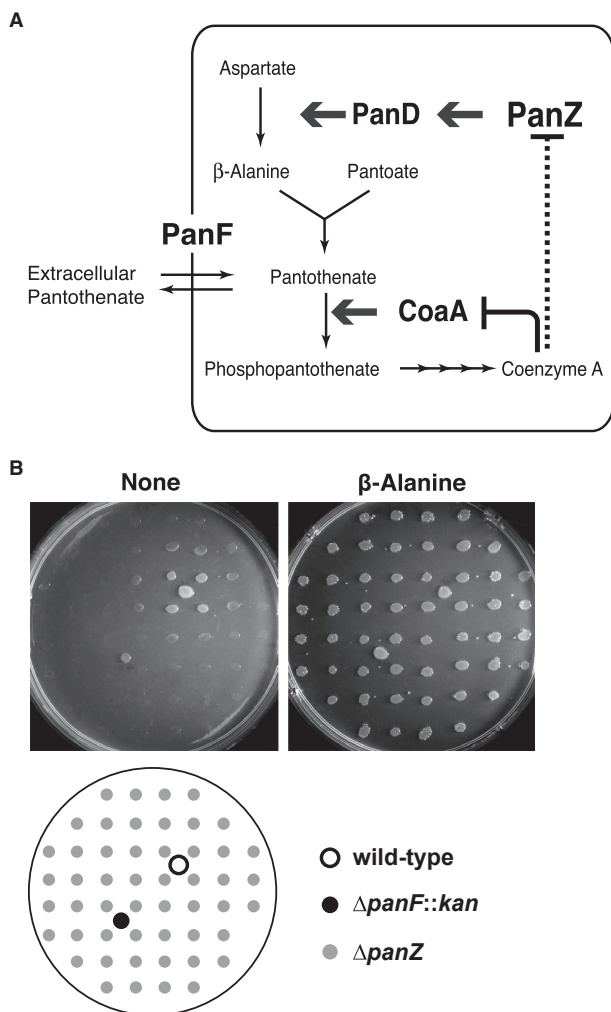 A
Aspartate
PanD
PanZ
β-Alanine
Pantoate
PanF
Extracellular
Pantothenate
Pantothenate
CoaA
Phosphopantothenate
Coenzyme A
B
None
β-Alanine
wild-type
ΔpanF::kan
ΔpanZ